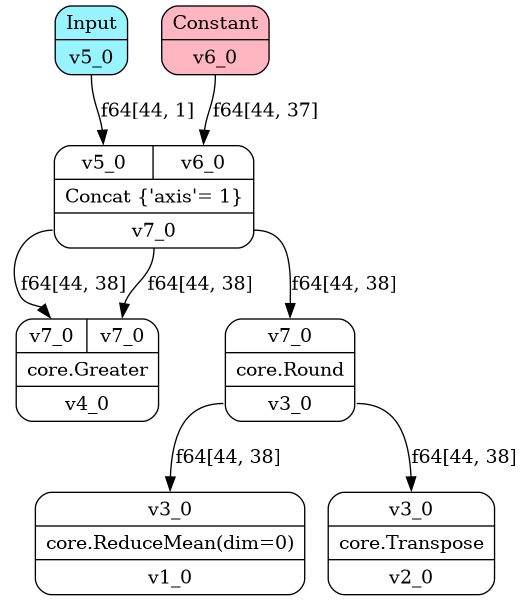 Input
v5_0
Constant
v6_0
f64[44, 1]
f64[44, 37]
v5_0
v6_0
Concat {'axis'= 1}
v7_0
f64[44, 38]
f64[44, 38]
f64[44, 38]
v7_0
v7_0
core.Greater
v4_0
v7_0
core.Round
v3_0
f64[44, 38]
f64[44, 38]
v3_0
core.ReduceMean(dim=0)
v1_0
v3_0
core.Transpose
v2_0